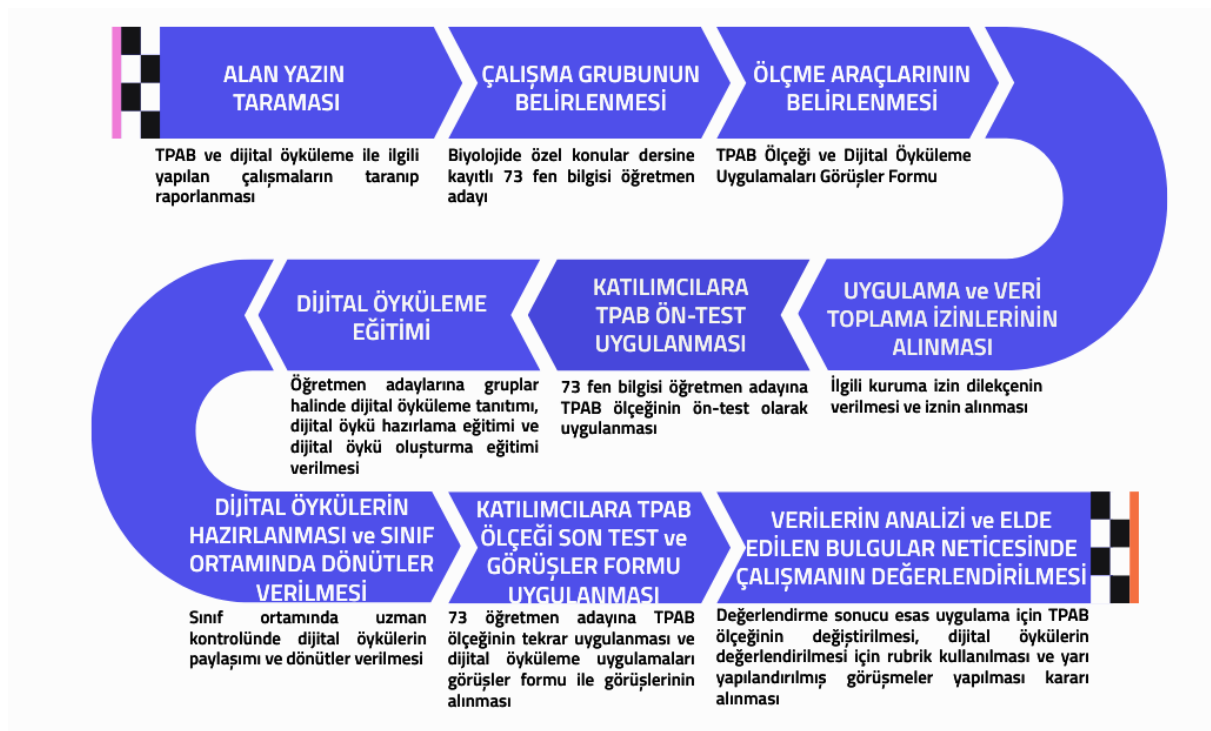 ALAN YAZIN
TARAMASI
TPAB ve dijital öyküleme ile ilgili
yapılan çalışmaların taranıp
raporlanması
ÇALIŞMA GRUBUNUN
BELİRLENMESİ
Biyolojide özel konular dersine
kayıtlı 73 fen bilgisi öğretmen
adayı
ÖLÇME ARAÇLARININ
BELİRLENMESİ
TPAB Ölçeği ve Dijital Öyküleme
Uygulamaları Görüşler Formu
UYGULAMA ve VERİ
TOPLAMA İZİNLERİNİN
ALINMASI
İlgili kuruma izin dilekçenin
verilmesi ve iznin alınması
KATILIMCILARA
TPAB ÖN-TEST
UYGULANMASI
73 fen bilgisi öğretmen adayına
TPAB ölçeğinin ön-test olarak
uygulanması
DİJİTAL ÖYKÜLEME
EĞİTİMİ
Öğretmen adaylarına gruplar
halinde dijital öyküleme tanıtımı,
dijital öykü hazırlama eğitimi ve
dijital öykü oluşturma eğitimi
verilmesi
DİJİTAL ÖYKÜLERİN
HAZIRLANMASI ve SINIF
ORTAMINDA DÖNÜTLER
VERİLMESİ
Sınıf ortamında uzman
kontrolünde dijital öykülerin
paylaşımı ve dönütler verilmesi
KATILIMCILARA TPAB
ÖLÇEĞİ SON TEST ve
GÖRÜŞLER FORMU
UYGULANMASI
73 öğretmen adayına TPAB
ölçeğinin tekrar uygulanması ve
dijital öyküleme uygulamaları
görüşler formu ile görüşlerinin
alınması
VERİLERİN ANALİZİ ve ELDE
EDİLEN BULGULAR NETİCESİNDE
ÇALIŞMANIN DEĞERLENDİRİLMESİ
Değerlendirme sonucu esas uygulama için TPAB
ölçeğinin değiştirilmesi, dijital öykülerin
değerlendirilmesi için rubrik kullanılması ve yarı
yapılandırılmış görüşmeler yapılması kararı
alınması